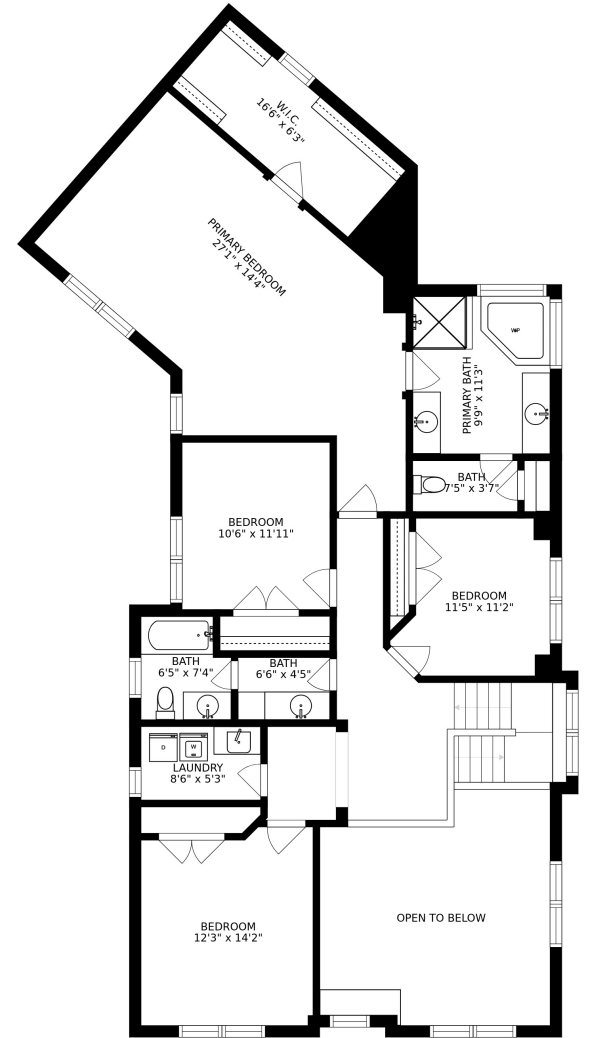 W.I.C.
16'6" x 6'3"
PRIMARY BEDROOM
27'1" x 14'4"
PRIMARY BATH
9'9" x 11'3"
BATH
7'5" x 3'7"
BEDROOM
10'6" x 11'11"
BEDROOM
11'5" x 11'2"
BATH
6'5" x 7'4"
BATH
6'6" x 4'5"
D
W
LAUNDRY
8'6" x 5'3"
BEDROOM
12'3" x 14'2"
OPEN TO BELOW